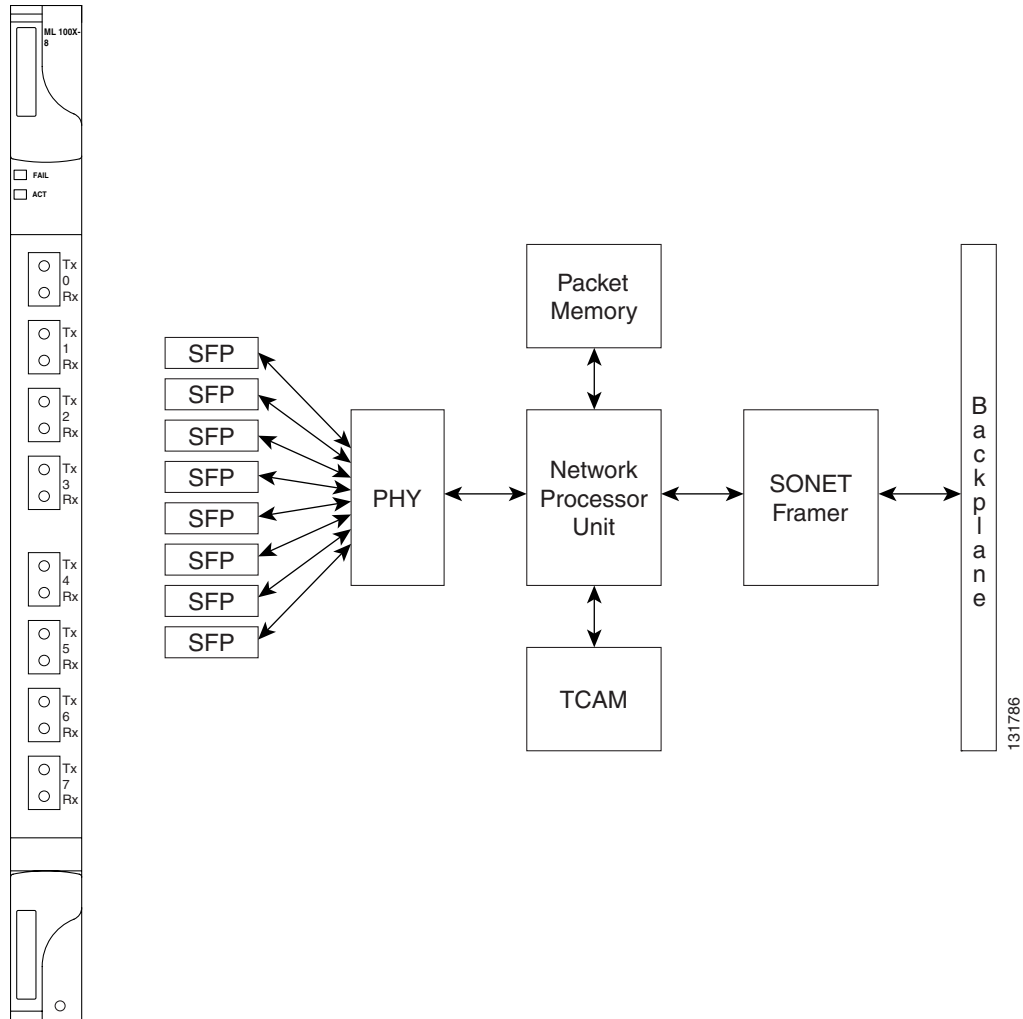 ML 100X-
8
FAIL
ACT
Tx
0
Rx
Tx
1
Rx
Tx
2
Rx
Tx
3
Rx
Tx
4
Rx
Tx
5
Rx
Tx
6
Rx
Tx
7
Rx
SFP
SFP
SFP
SFP
SFP
SFP
SFP
SFP
PHY
Packet
Memory
Network
Processor
Unit
TCAM
SONET
Framer
Backplane
131786